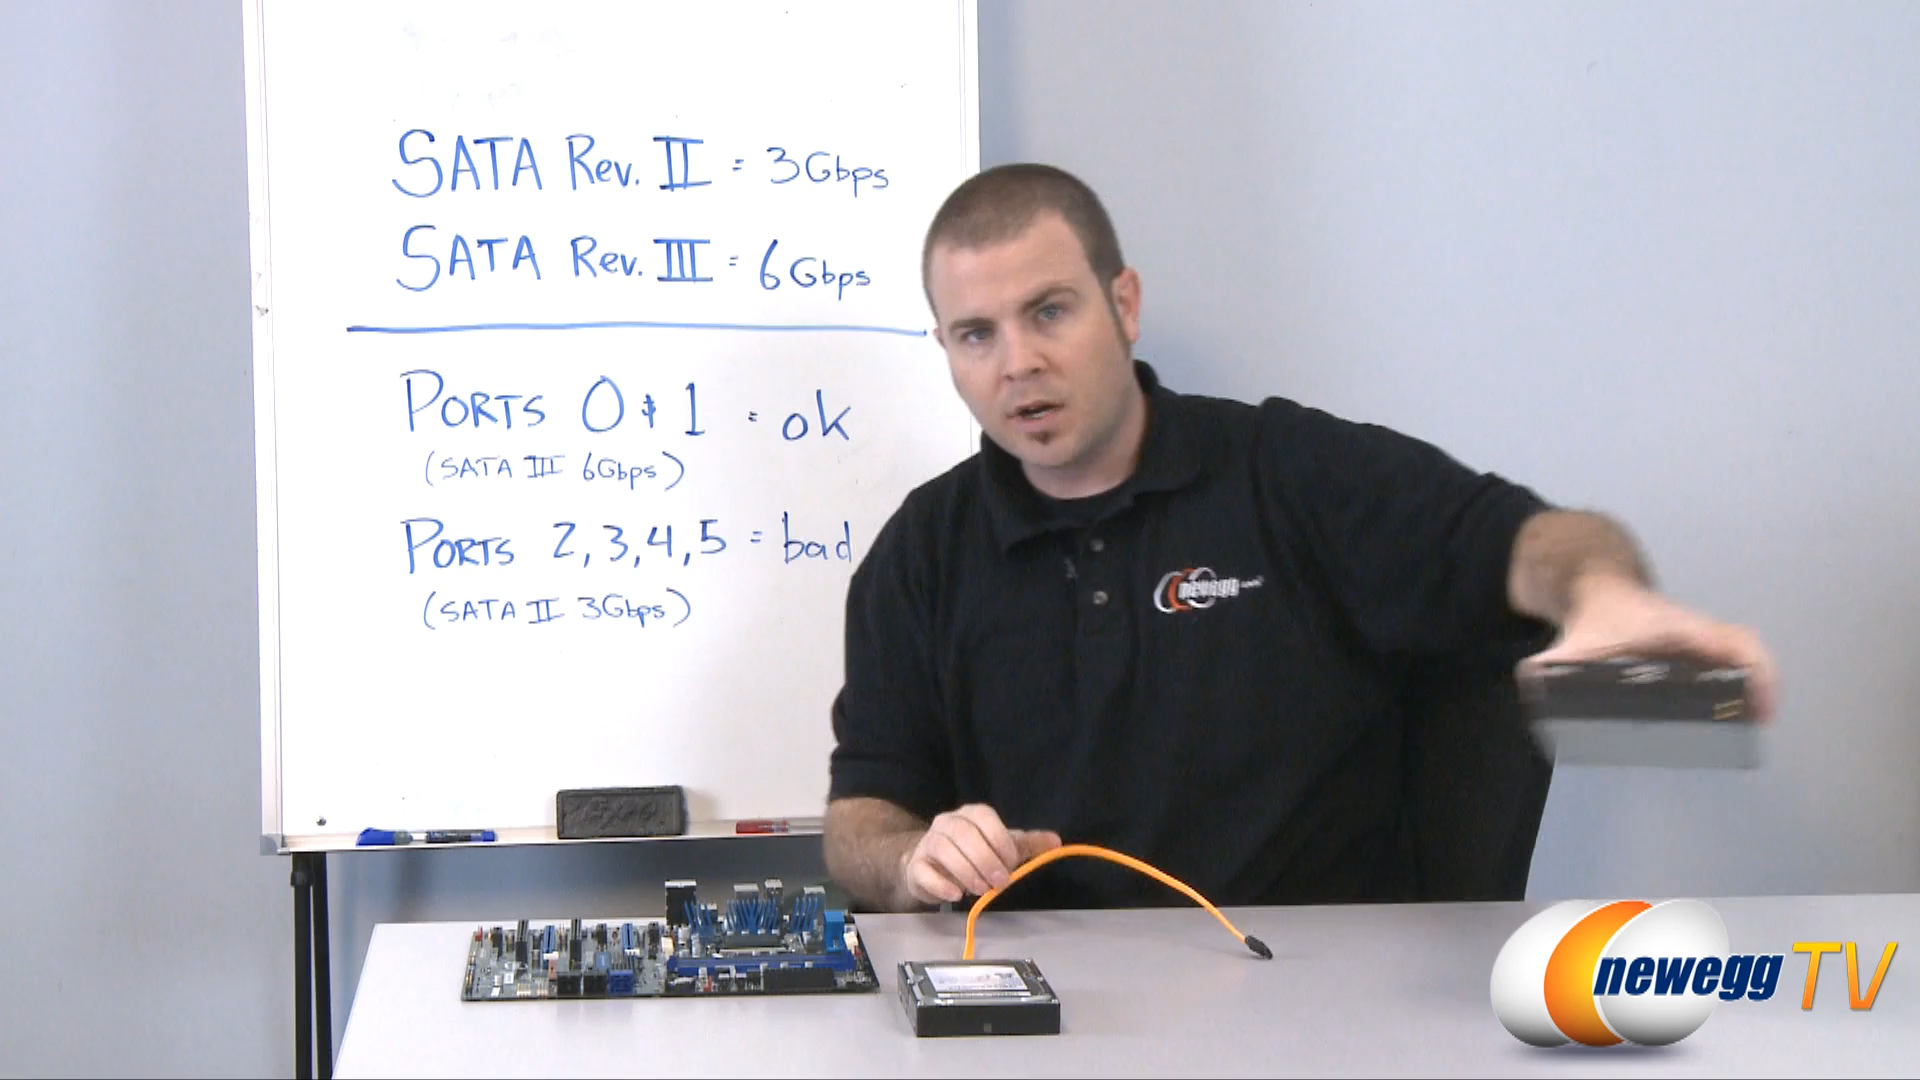 SATA Rev. II = 3Gbps
SATA Rev. III = 6Gbps
PORTS 0 & 1 = ok
(SATA III 6Gbps)
PORTS 2,3,4,5 = bad
(SATA II 3Gbps)
newegg
newegg TV